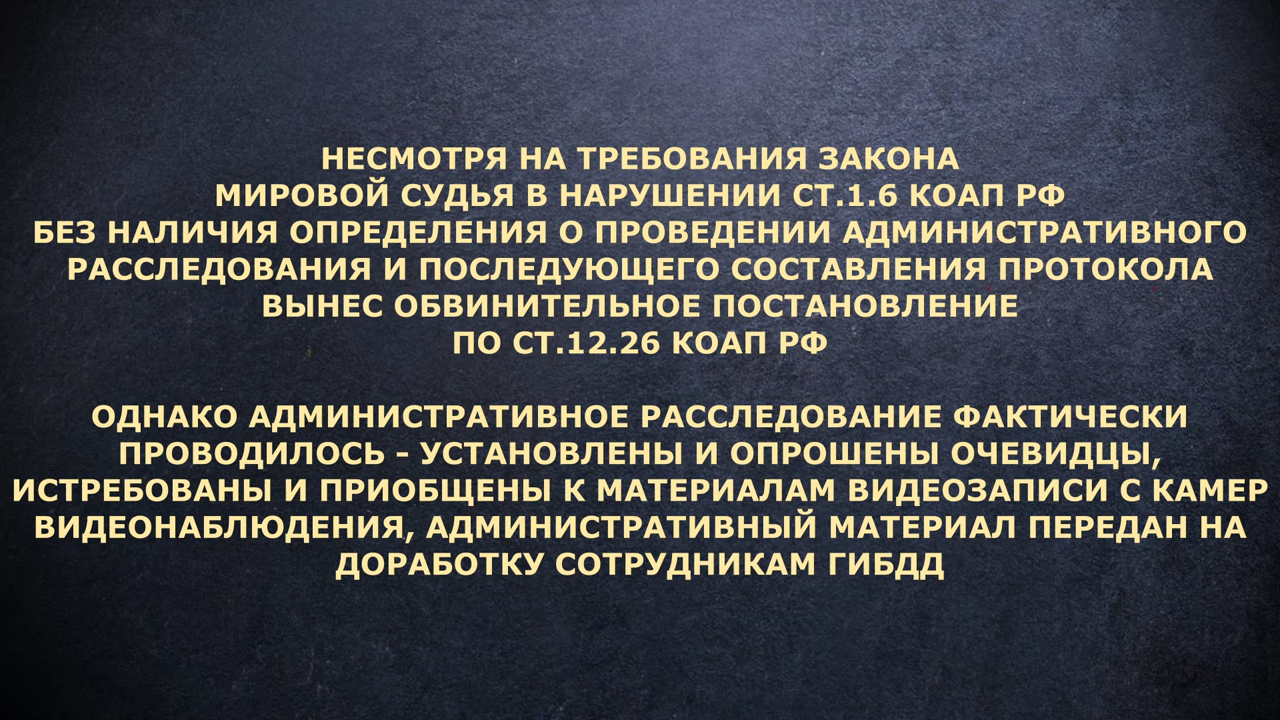 НЕСМОТРЯ НА ТРЕБОВАНИЯ ЗАКОНА
МИРОВОЙ СУДЬЯ В НАРУШЕНИИ СТ.1.6 КОАП РФ
БЕЗ НАЛИЧИЯ ОПРЕДЕЛЕНИЯ О ПРОВЕДЕНИИ АДМИНИСТРАТИВНОГО
РАССЛЕДОВАНИЯ И ПОСЛЕДУЮЩЕГО СОСТАВЛЕНИЯ ПРОТОКОЛА
ВЫНЕС ОБВИНИТЕЛЬНОЕ ПОСТАНОВЛЕНИЕ
ПО СТ.12.26 КОАП РФ
ОДНАКО АДМИНИСТРАТИВНОЕ РАССЛЕДОВАНИЕ ФАКТИЧЕСКИ
ПРОВОДИЛОСЬ - УСТАНОВЛЕНЫ И ОПРОШЕНЫ ОЧЕВИДЦЫ,
ИСТРЕБОВАНЫ И ПРИОБЩЕНЫ К МАТЕРИАЛАМ ВИДЕОЗАПИСИ С КАМЕР
ВИДЕОНАБЛЮДЕНИЯ, АДМИНИСТРАТИВНЫЙ МАТЕРИАЛ ПЕРЕДАН НА
ДОРАБОТКУ СОТРУДНИКАМ ГИБДД